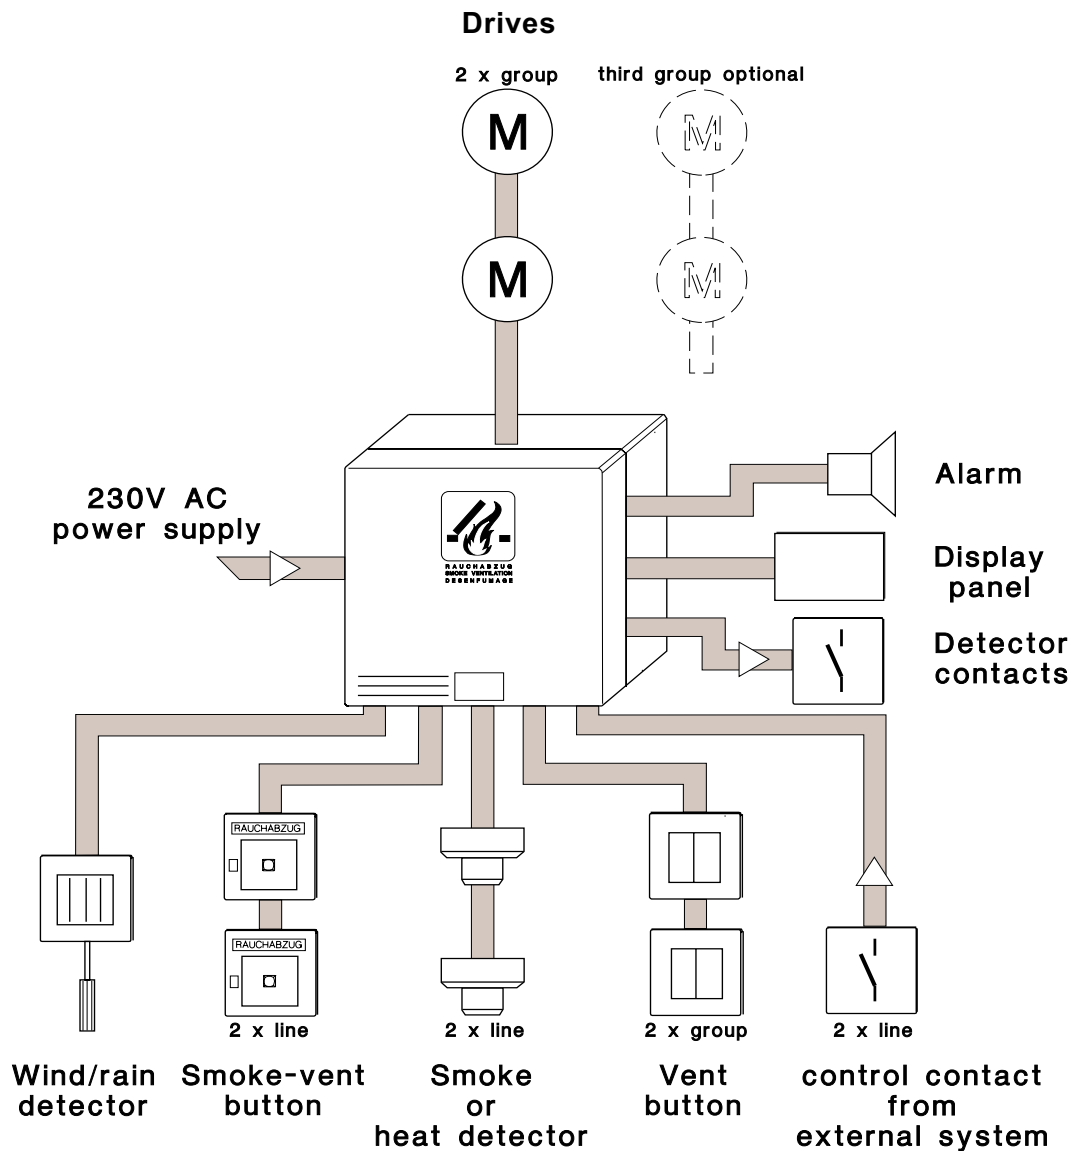 Drives
2 x group
third group optional
M
M
M
M
230V AC
power supply
RAUCHABZUG
SMOKE VENTILATION
DESENFUMAGE
Alarm
Display
panel
Detector
contacts
RAUCHABZUG
RAUCHABZUG
2 x line
2 x line
2 x group
2 x line
Wind/rain
detector
Smoke-vent
button
Smoke
or
heat detector
Vent
button
control contact
from
external system